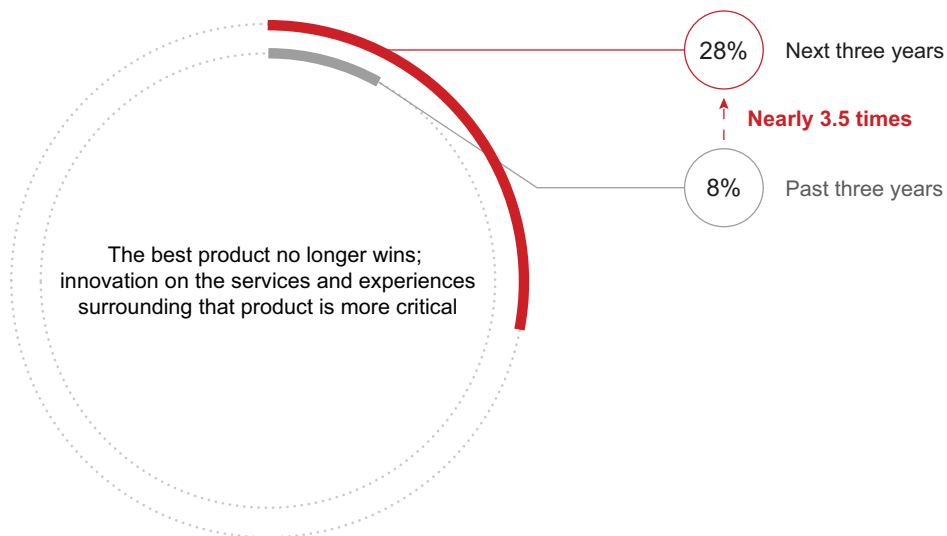 28%
Next three years
Nearly 3.5 times
8%
Past three years
The best product no longer wins;
innovation on the services and experiences
surrounding that product is more critical